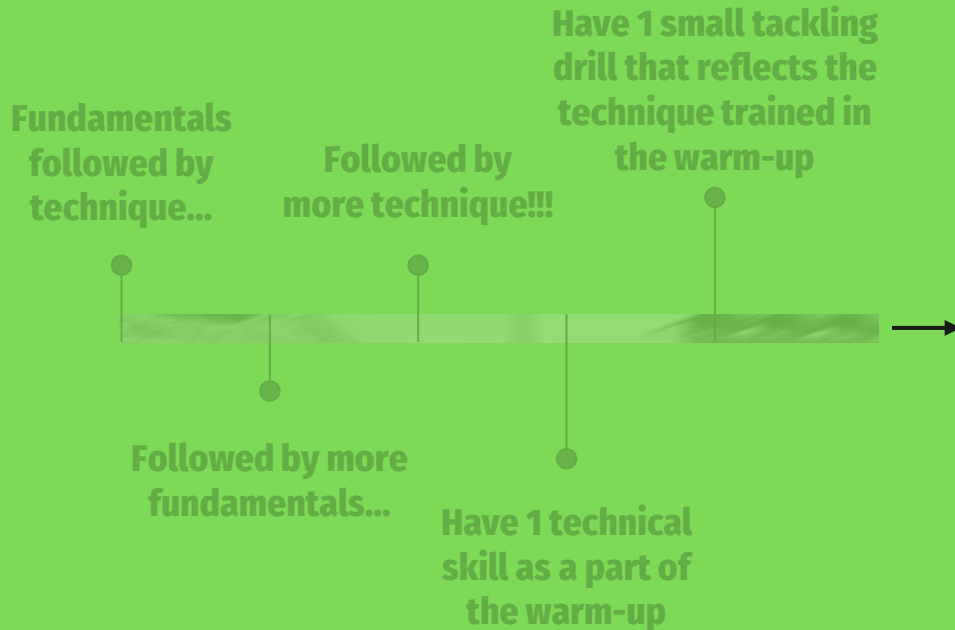 Fundamentals
followed by
technique...
Followed by more
fundamentals...
Followed by
more technique!!!
Have 1 technical
skill as a part of
the warm-up
Have 1 small tackling
drill that reflects the
technique trained in
the warm-up